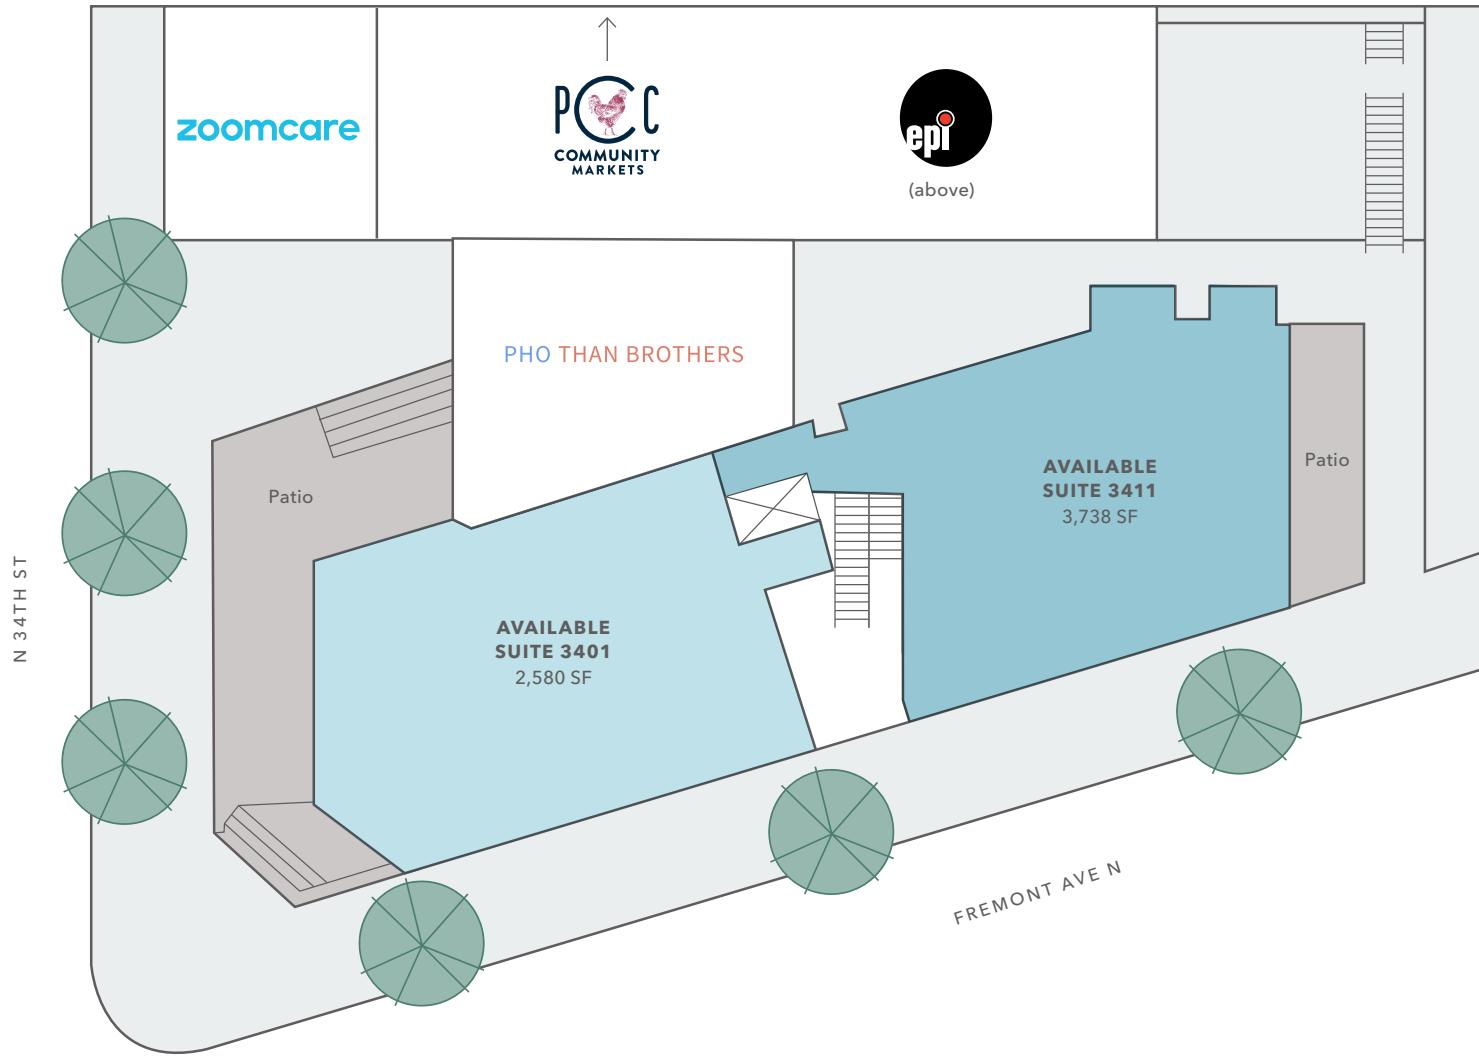 zoomcare
PCC
COMMUNITY
MARKETS
epi
(above)
PHO THAN BROTHERS
Patio
AVAILABLE
SUITE 3411
3,738 SF
Patio
AVAILABLE
SUITE 3401
2,580 SF
N 34TH ST
FREMONT AVE N